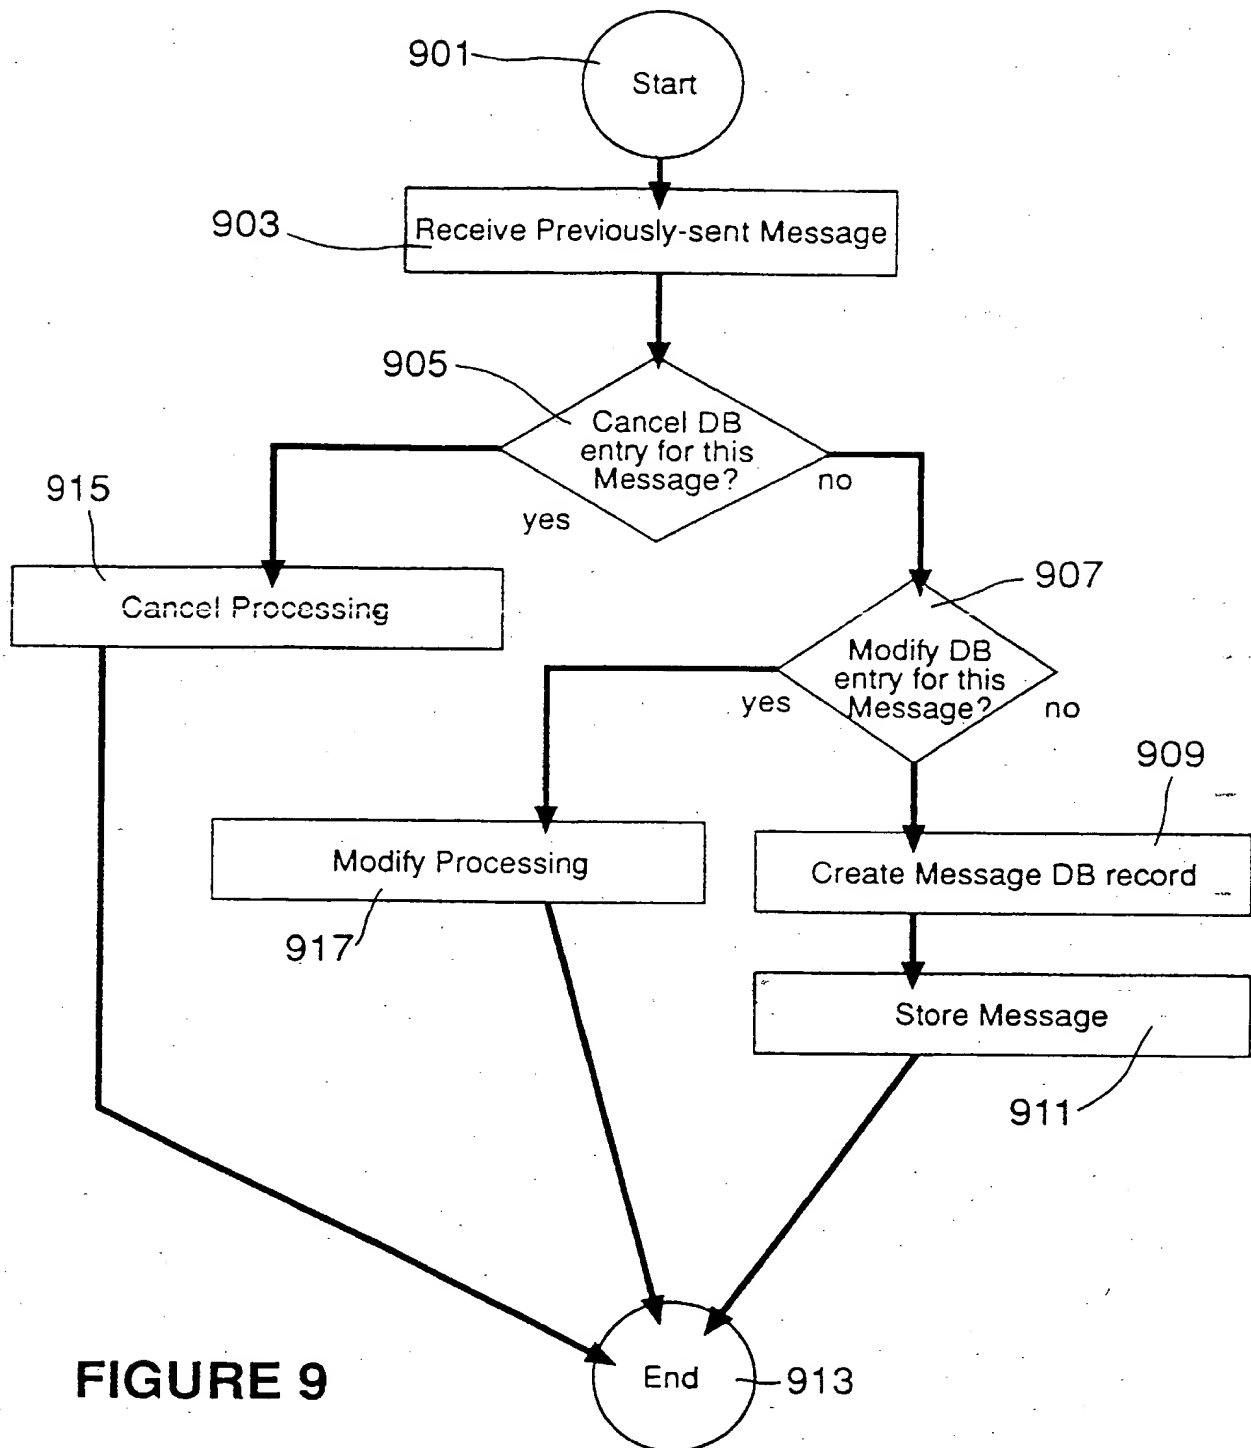 901
Start
903
Receive Previously-sent Message
905
Cancel DB
entry for this
Message?
no
yes
915
Cancel Processing
907
Modify DB
entry for this
Message?
yes
no
909
Modify Processing
Create Message DB record
917
Store Message
911
End
913
FIGURE 9